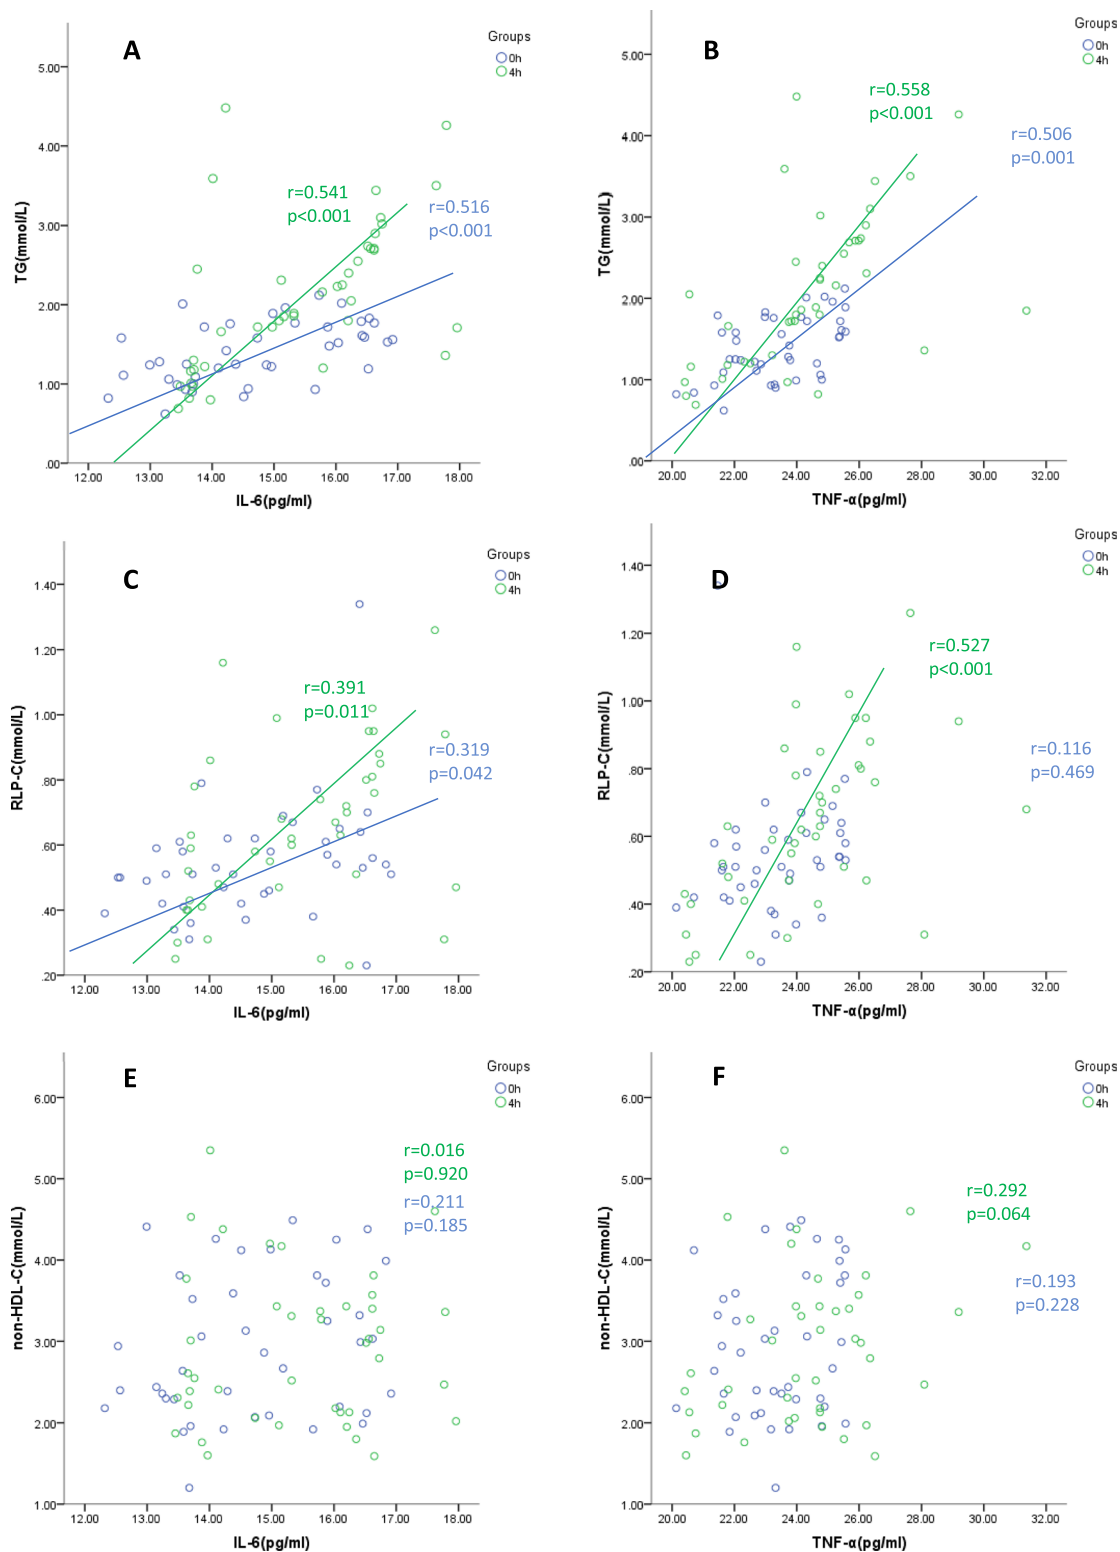 A
Groups
0h
4h
5.00
4.00
3.00
2.00
1.00
.00
TG(mmol/L)
r=0.541
p<0.001
r=0.516
p<0.001
12.00 13.00 14.00 15.00 16.00 17.00 18.00
IL-6(pg/ml)
B
Groups
0h
4h
5.00
4.00
3.00
2.00
1.00
.00
TG(mmol/L)
r=0.558
p<0.001
r=0.506
p=0.001
20.00 22.00 24.00 26.00 28.00 30.00 32.00
TNF-α(pg/ml)
C
Groups
0h
4h
1.40
1.20
1.00
.80
.60
.40
.20
RLP-C(mmol/L)
r=0.391
p=0.011
r=0.319
p=0.042
12.00 13.00 14.00 15.00 16.00 17.00 18.00
IL-6(pg/ml)
D
Groups
0h
4h
1.40
1.20
1.00
.80
.60
.40
.20
RLP-C(mmol/L)
r=0.527
p<0.001
r=0.116
p=0.469
20.00 22.00 24.00 26.00 28.00 30.00 32.00
TNF-α(pg/ml)
E
Groups
0h
4h
6.00
5.00
4.00
3.00
2.00
1.00
non-HDL-C(mmol/L)
r=0.016
p=0.920
r=0.211
p=0.185
12.00 13.00 14.00 15.00 16.00 17.00 18.00
IL-6(pg/ml)
F
Groups
0h
4h
6.00
5.00
4.00
3.00
2.00
1.00
non-HDL-C(mmol/L)
r=0.292
p=0.064
r=0.193
p=0.228
20.00 22.00 24.00 26.00 28.00 30.00 32.00
TNF-α(pg/ml)